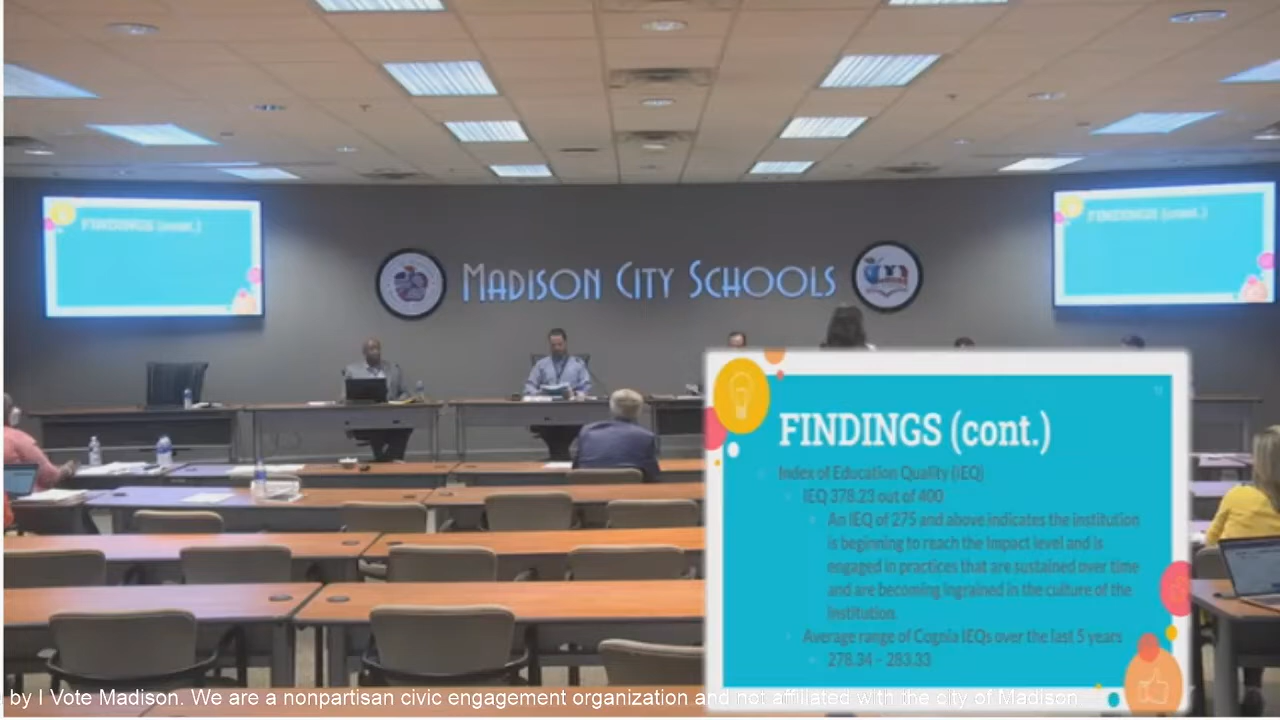 FINDINGS (cont.)
FINDINGS (cont.)
MADISON CITY SCHOOLS
FINDINGS (cont.)
Index of Education Quality (IEQ)
IEQ 378.23 out of 400
An IEQ of 275 and above indicates the institution
is beginning to reach the Impact level and is
engaged in practices that are sustained over time
and are becoming ingrained in the culture of the
institution.
Average range of Cognia IEQs over the last 5 years
278.34 – 283.33
by I Vote Madison. We are a nonpartisan civic engagement organization and not affiliated with the city of Madison